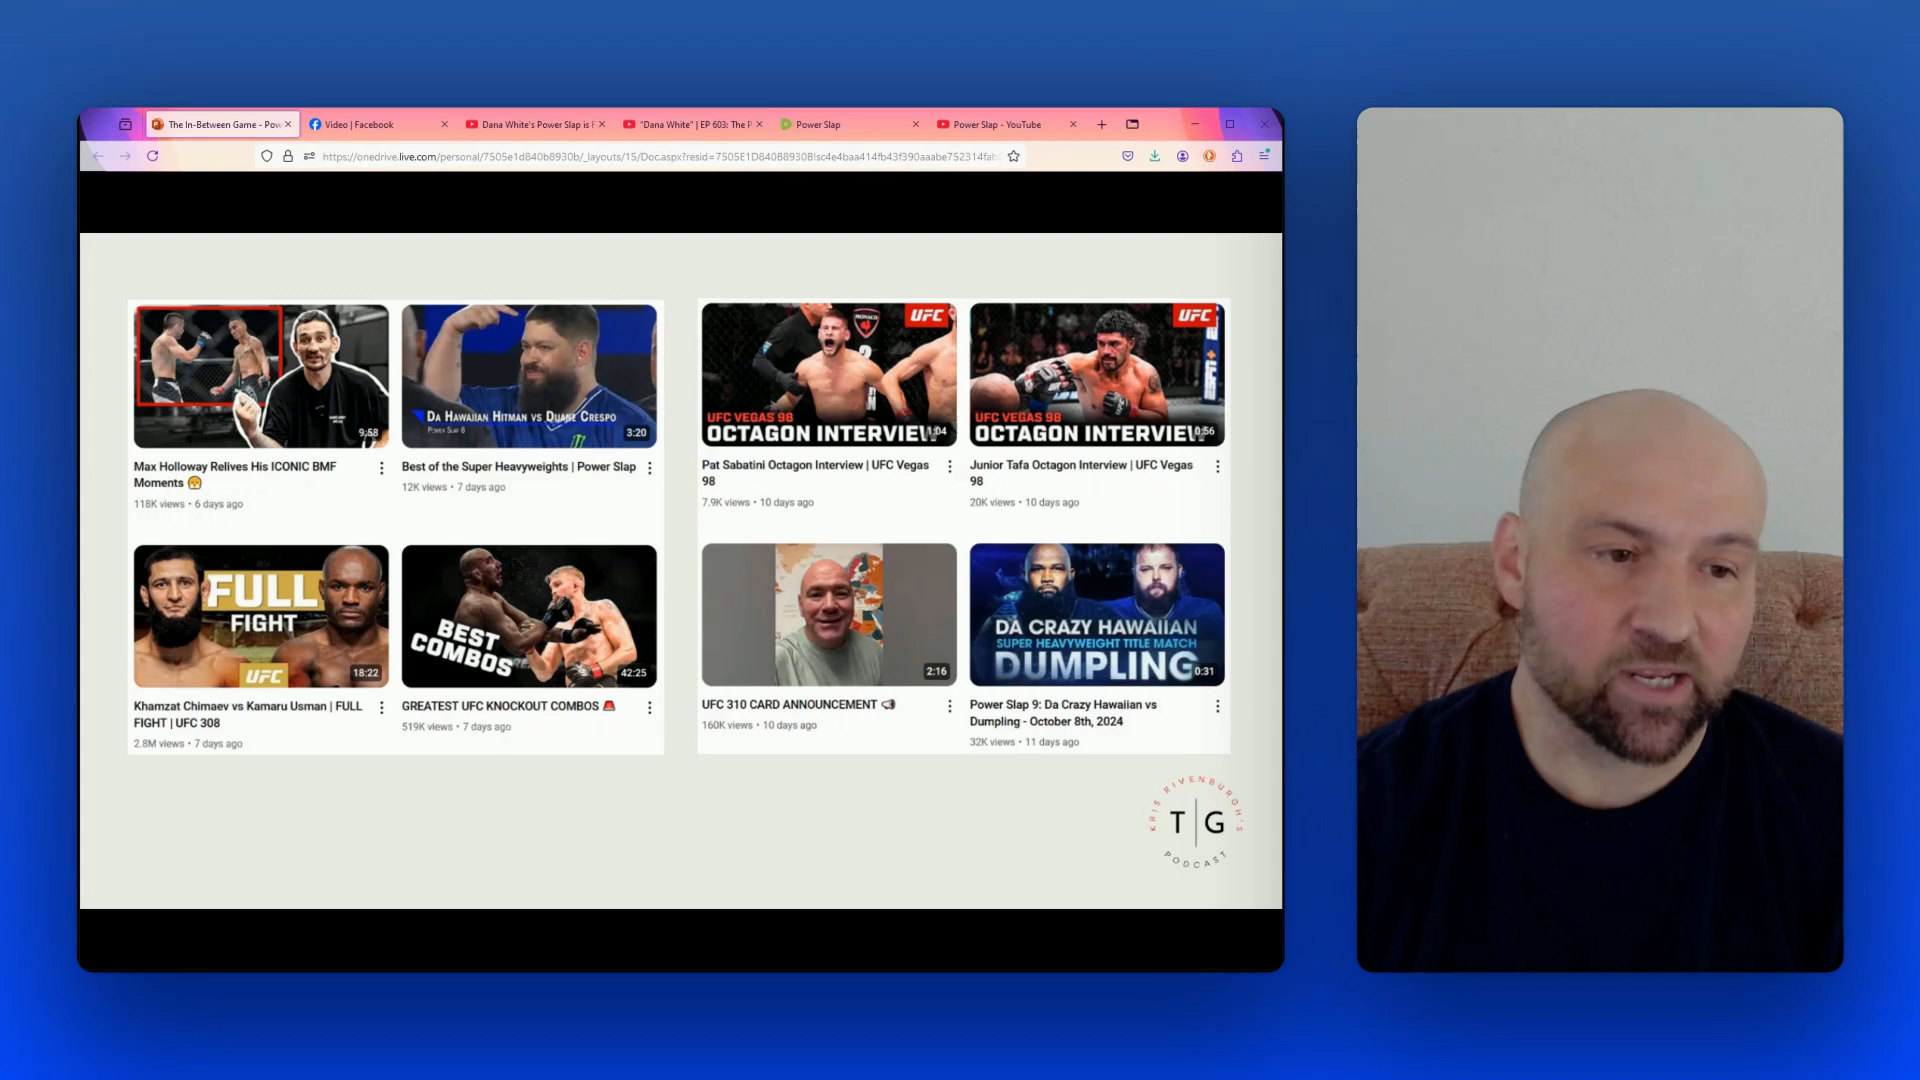 The In-Between Game - Pow
Video | Facebook
Dana White's Power Slap is F
"Dana White" | EP 603: The P
Power Slap
Power Slap - YouTube
https://onedrive.live.com/personal/7505e1d840b8930b/_layouts/15/Doc.aspx?resid=7505E1D840B8930B!sc4e4baa414fb43f390aaabe752314fab
9:58
Max Holloway Relives His ICONIC BMF
Moments 😤
118K views • 6 days ago
DA HAWAIIAN HITMAN VS DUANE CRESPO
POWER SLAP 8
3:20
Best of the Super Heavyweights | Power Slap
12K views • 7 days ago
MONACO
UFC
UFC VEGAS 98
OCTAGON INTERVIEW
1:04
Pat Sabatini Octagon Interview | UFC Vegas
98
7.9K views • 10 days ago
UFC
UFC VEGAS 98
OCTAGON INTERVIEW
0:56
Junior Tafa Octagon Interview | UFC Vegas
98
20K views • 10 days ago
FULL
FIGHT
UFC
18:22
Khamzat Chimaev vs Kamaru Usman | FULL
FIGHT | UFC 308
2.8M views • 7 days ago
BEST
COMBOS
42:25
GREATEST UFC KNOCKOUT COMBOS 🚨
519K views • 7 days ago
2:16
UFC 310 CARD ANNOUNCEMENT 📢
160K views • 10 days ago
DA CRAZY HAWAIIAN
SUPER HEAVYWEIGHT TITLE MATCH
DUMPLING
0:31
Power Slap 9: Da Crazy Hawaiian vs
Dumpling - October 8th, 2024
32K views • 11 days ago
KRIS RIVENBURGH'S
T|G
PODCAST